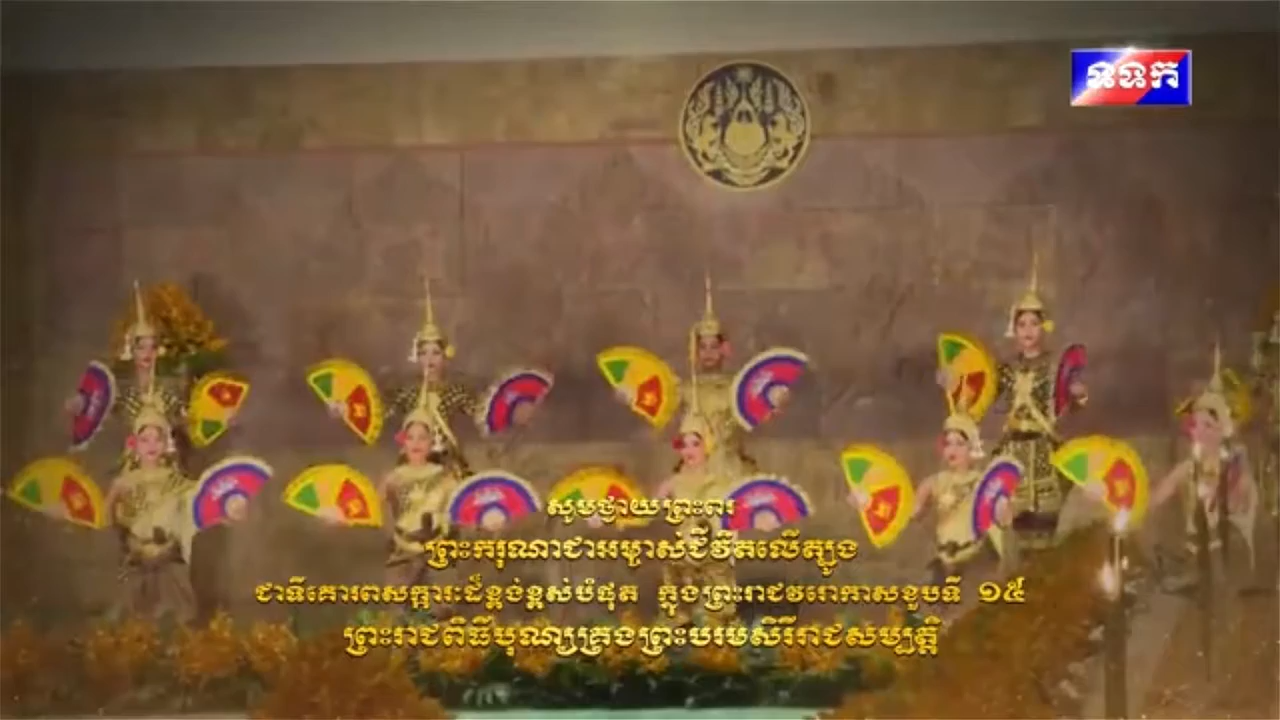 ទទក
សូមថ្វាយព្រះពរ
ព្រះករុណាជាអម្ចាស់ជីវិតលើត្បូង
ជាទីគោរពសក្ការៈដ៏ខ្ពង់ខ្ពស់បំផុត ក្នុងព្រះរាជវរោកាសខួបទី ១៥
ព្រះរាជពិធីបុណ្យគ្រងព្រះបរមសិរីរាជសម្បត្តិ